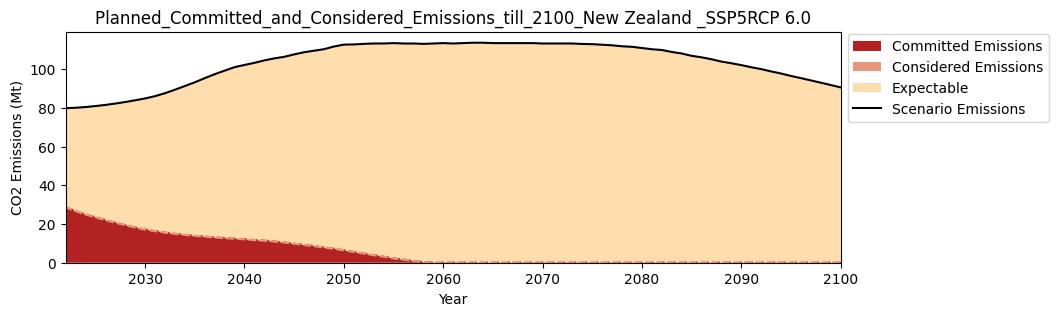 Planned_Committed_and_Considered_Emissions_till_2100_New Zealand _SSP5RCP 6.0
CO2 Emissions (Mt)
100
80
60
40
20
0
2030 2040 2050 2060 2070 2080 2090 2100
Year
Committed Emissions
Considered Emissions
Expectable
Scenario Emissions